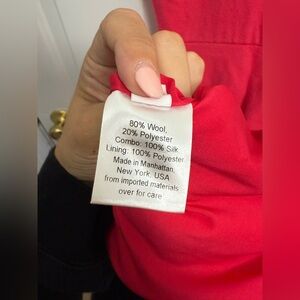 80% Wool,
20% Polyester
Combo: 100% Silk
Lining: 100% Polyester
Made in Manhattan,
New York, USA
from imported materials
over for care